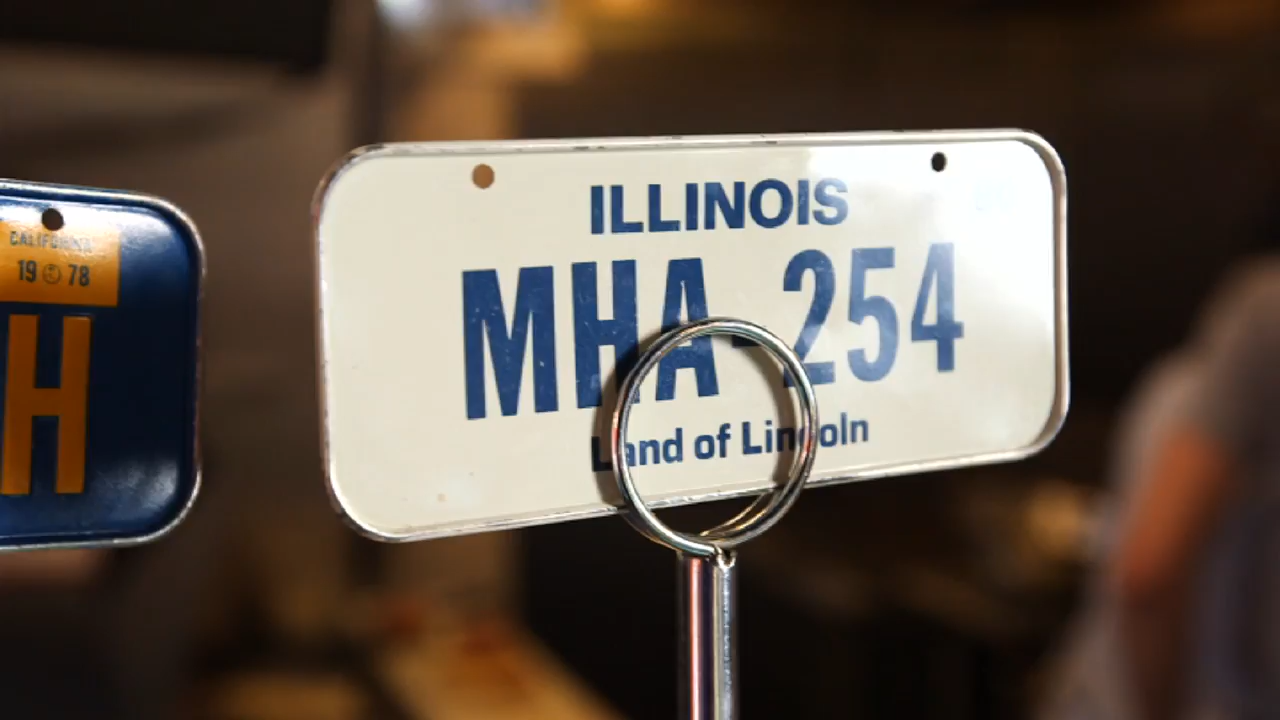 CALIFORNIA
19 78
H
ILLINOIS
MHA-254
Land of Lincoln